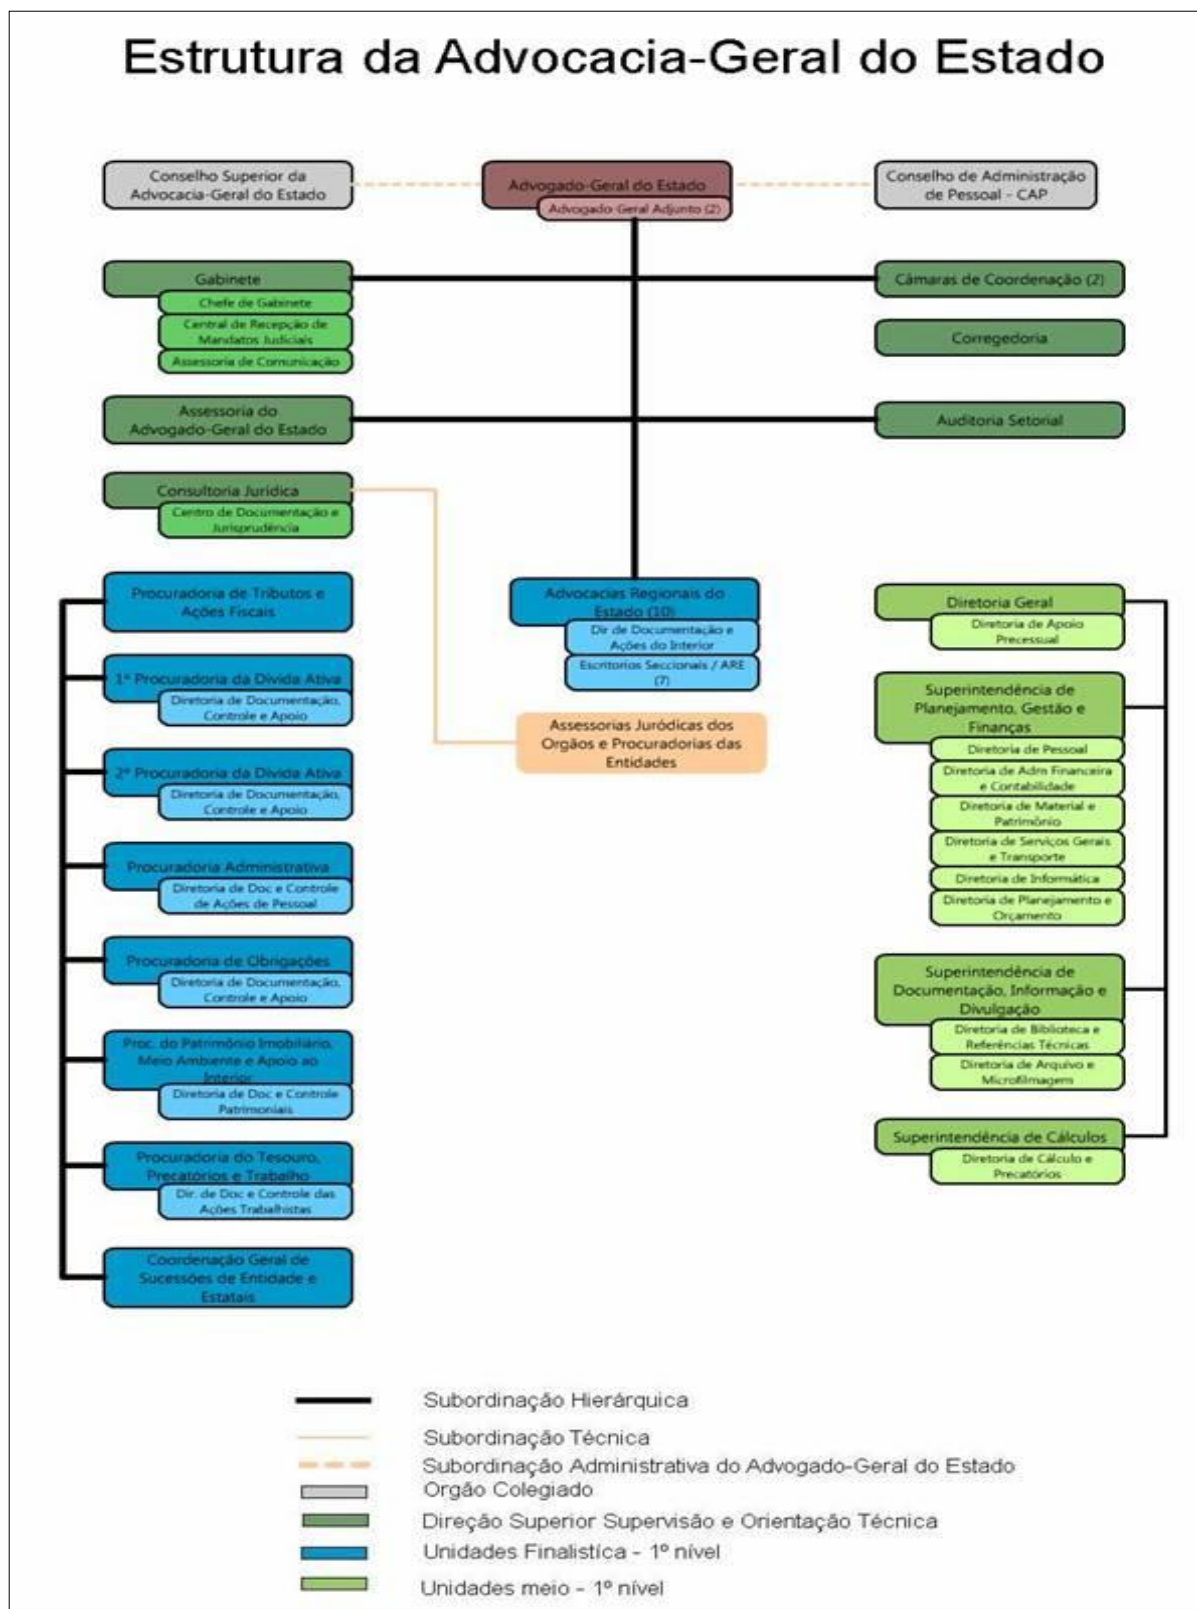 Estrutura da Advocacia-Geral do Estado
Conselho Superior da
Advocacia-Geral do Estado
Advogado-Geral do Estado
Advogado-Geral Adjunto (2)
Conselho de Administração
de Pessoal - CAP
Gabinete
Chefe de Gabinete
Central de Recepção de
Mandatos Judiciais
Assessoria de Comunicação
Câmaras de Coordenação (2)
Corregedoria
Assessoria do
Advogado-Geral do Estado
Auditoria Setorial
Consultoria Jurídica
Centro de Documentação e
Jurisprudência
Procuradoria de Tributos e
Ações Fiscais
1ª Procuradoria da Divida Ativa
Diretoria de Documentação,
Controle e Apoio
2ª Procuradoria da Divida Ativa
Diretoria de Documentação,
Controle e Apoio
Procuradoria Administrativa
Diretoria de Doc e Controle
de Ações de Pessoal
Procuradoria de Obrigações
Diretoria de Documentação,
Controle e Apoio
Proc. do Patrimônio Imobiliário,
Meio Ambiente e Apoio ao
Interior
Diretoria de Doc e Controle
Patrimoniais
Procuradoria do Tesouro,
Precatórios e Trabalho
Dir. de Doc e Controle das
Ações Trabalhistas
Coordenação Geral de
Sucessões de Entidade e
Estatais
Advocacias Regionais do
Estado (10)
Dir de Documentação e
Ações do Interior
Escritorios Seccionais / ARE
(7)
Assessorias Juródicas dos
Orgãos e Procuradorias das
Entidades
Diretoria Geral
Diretoria de Apoio
Precessual
Superintendência de
Planejamento, Gestão e
Finanças
Diretoria de Pessoal
Diretoria de Adm Financeira
e Contabilidade
Diretoria de Material e
Patrimônio
Diretoria de Serviços Gerais
e Transporte
Diretoria de Informática
Diretoria de Planejamento e
Orçamento
Superintendência de
Documentação, Informação e
Divulgação
Diretoria de Biblioteca e
Referências Técnicas
Diretoria de Arquivo e
Microfilmagem
Superintendência de Cálculos
Diretoria de Cálculo e
Precatórios
Subordinação Hierárquica
Subordinação Técnica
Subordinação Administrativa do Advogado-Geral do Estado
Orgão Colegiado
Direção Superior Supervisão e Orientação Técnica
Unidades Finalistíca - 1º nível
Unidades meio - 1º nível